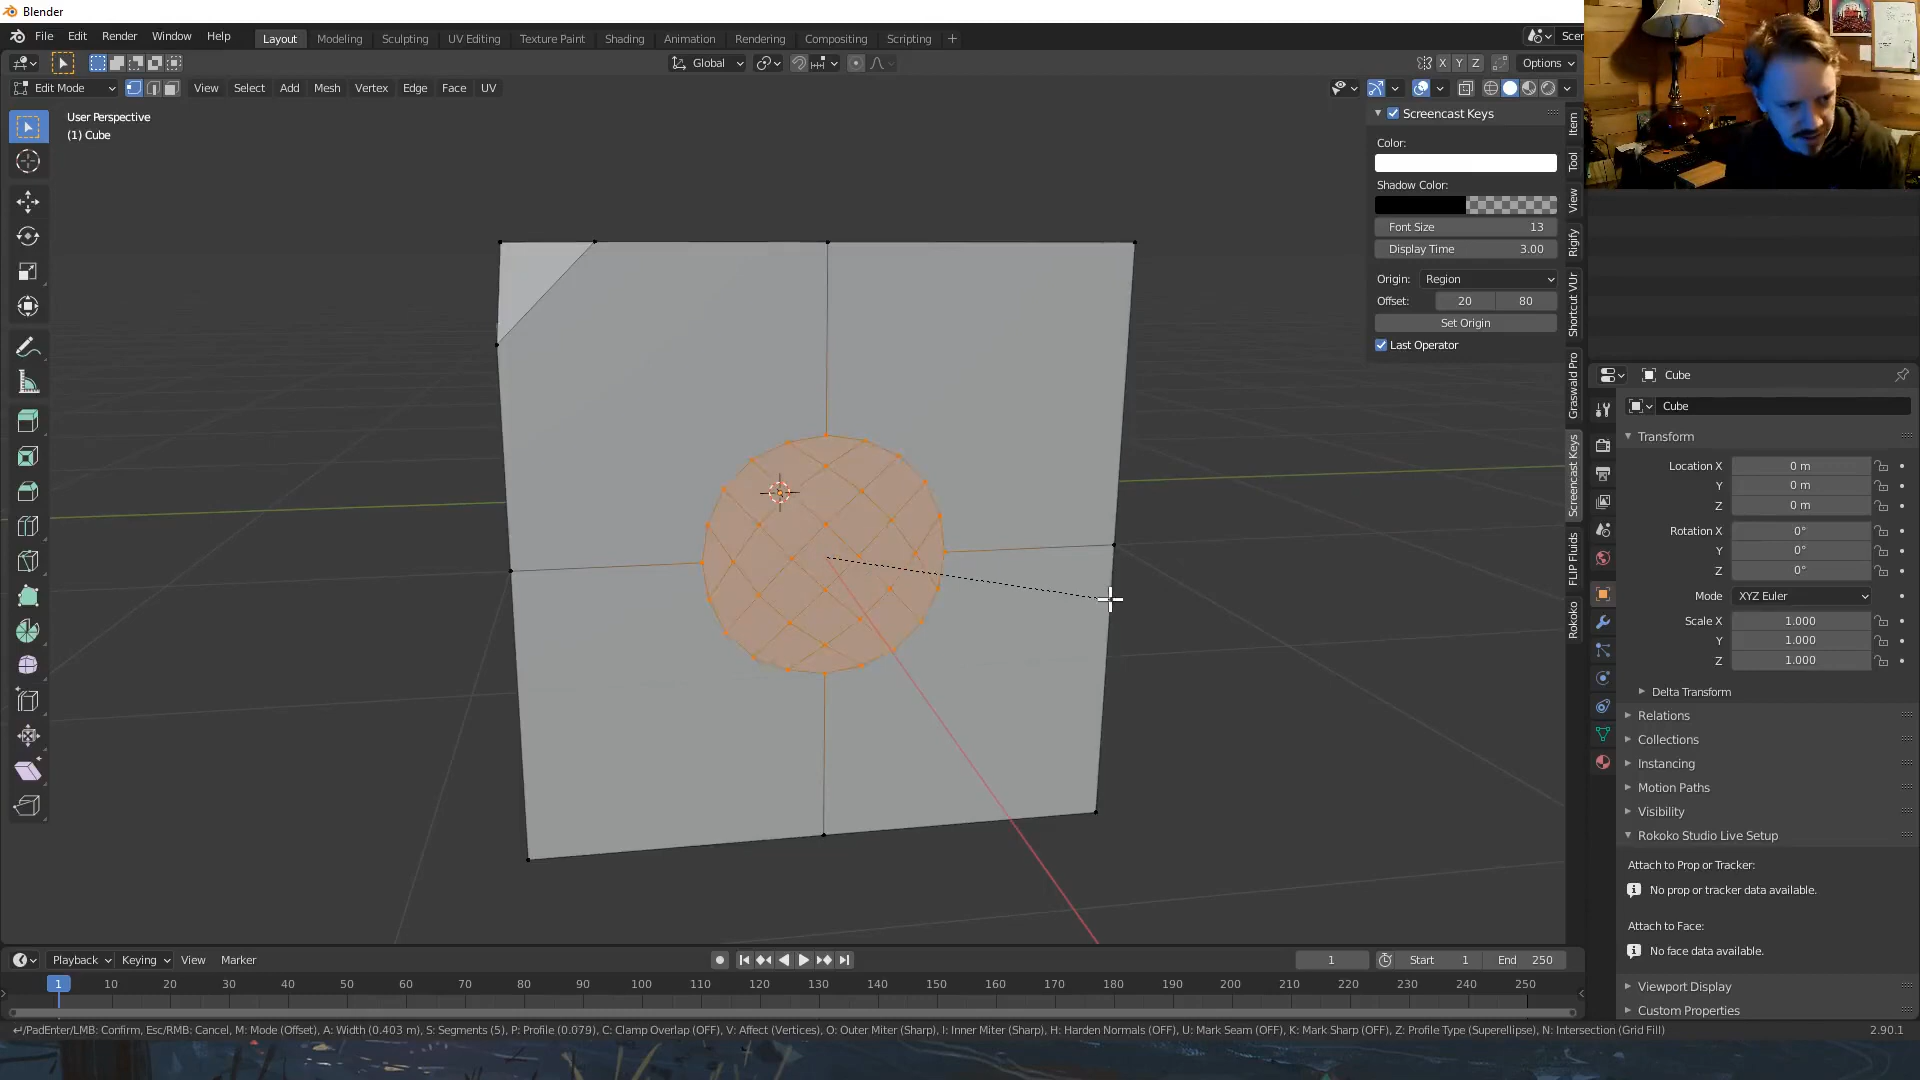 Blender
File Edit Render Window Help
Layout Modeling Sculpting UV Editing Texture Paint Shading Animation Rendering Compositing Scripting +
Scer
Global
X Y Z Options
Edit Mode View Select Add Mesh Vertex Edge Face UV
User Perspective
(1) Cube
Screencast Keys
Color:
Shadow Color:
Font Size 13
Display Time 3.00
Origin: Region
Offset: 20 80
Set Origin
Last Operator
Item
Tool
View
Rigify
Shortcut VUr
Graswald Pro
Screencast Keys
FLIP Fluids
Rokoko
Cube
Cube
Transform
Location X 0 m
Y 0 m
Z 0 m
Rotation X 0°
Y 0°
Z 0°
Mode XYZ Euler
Scale X 1.000
Y 1.000
Z 1.000
Delta Transform
Relations
Collections
Instancing
Motion Paths
Visibility
Rokoko Studio Live Setup
Attach to Prop or Tracker:
No prop or tracker data available.
Attach to Face:
No face data available.
Viewport Display
Custom Properties
Playback Keying View Marker
1 Start 1 End 250
1 10 20 30 40 50 60 70 80 90 100 110 120 130 140 150 160 170 180 190 200 210 220 230 240 250
↵/PadEnter/LMB: Confirm, Esc/RMB: Cancel, M: Mode (Offset), A: Width (0.403 m), S: Segments (5), P: Profile (0.079), C: Clamp Overlap (OFF), V: Affect (Vertices), O: Outer Miter (Sharp), I: Inner Miter (Sharp), H: Harden Normals (OFF), U: Mark Seam (OFF), K: Mark Sharp (OFF), Z: Profile Type (Superellipse), N: Intersection (Grid Fill)
2.90.1